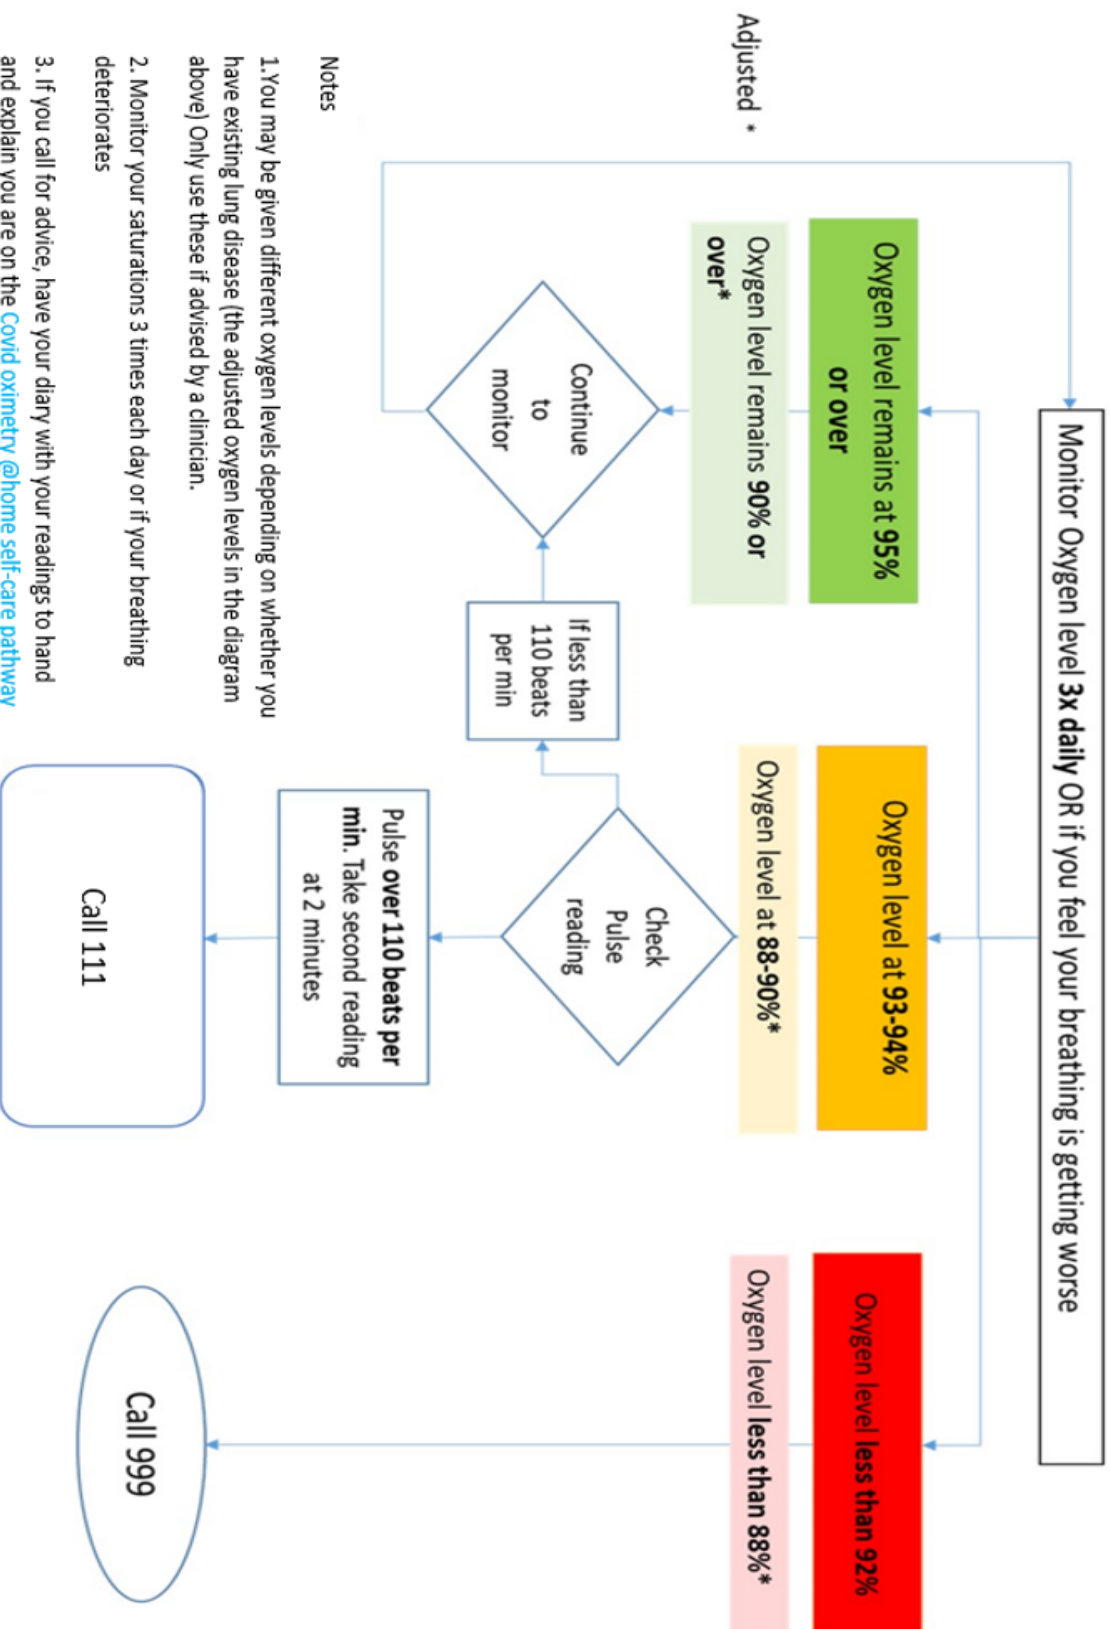 Monitor Oxygen level 3x daily OR if you feel your breathing is getting worse
Oxygen level remains at 95%
or over
Oxygen level at 93-94%
Oxygen level less than 92%
Adjusted *
Oxygen level remains 90% or
over*
Oxygen level at 88-90%*
Oxygen level less than 88%*
Continue
to
monitor
If less than
110 beats
per min
Check
Pulse
reading
Pulse over 110 beats per
min. Take second reading
at 2 minutes
Call 111
Call 999
Notes
1.You may be given different oxygen levels depending on whether you
have existing lung disease (the adjusted oxygen levels in the diagram
above) Only use these if advised by a clinician.
2. Monitor your saturations 3 times each day or if your breathing
deteriorates
3. If you call for advice, have your diary with your readings to hand
and explain you are on the Covid oximetry @home self-care pathway